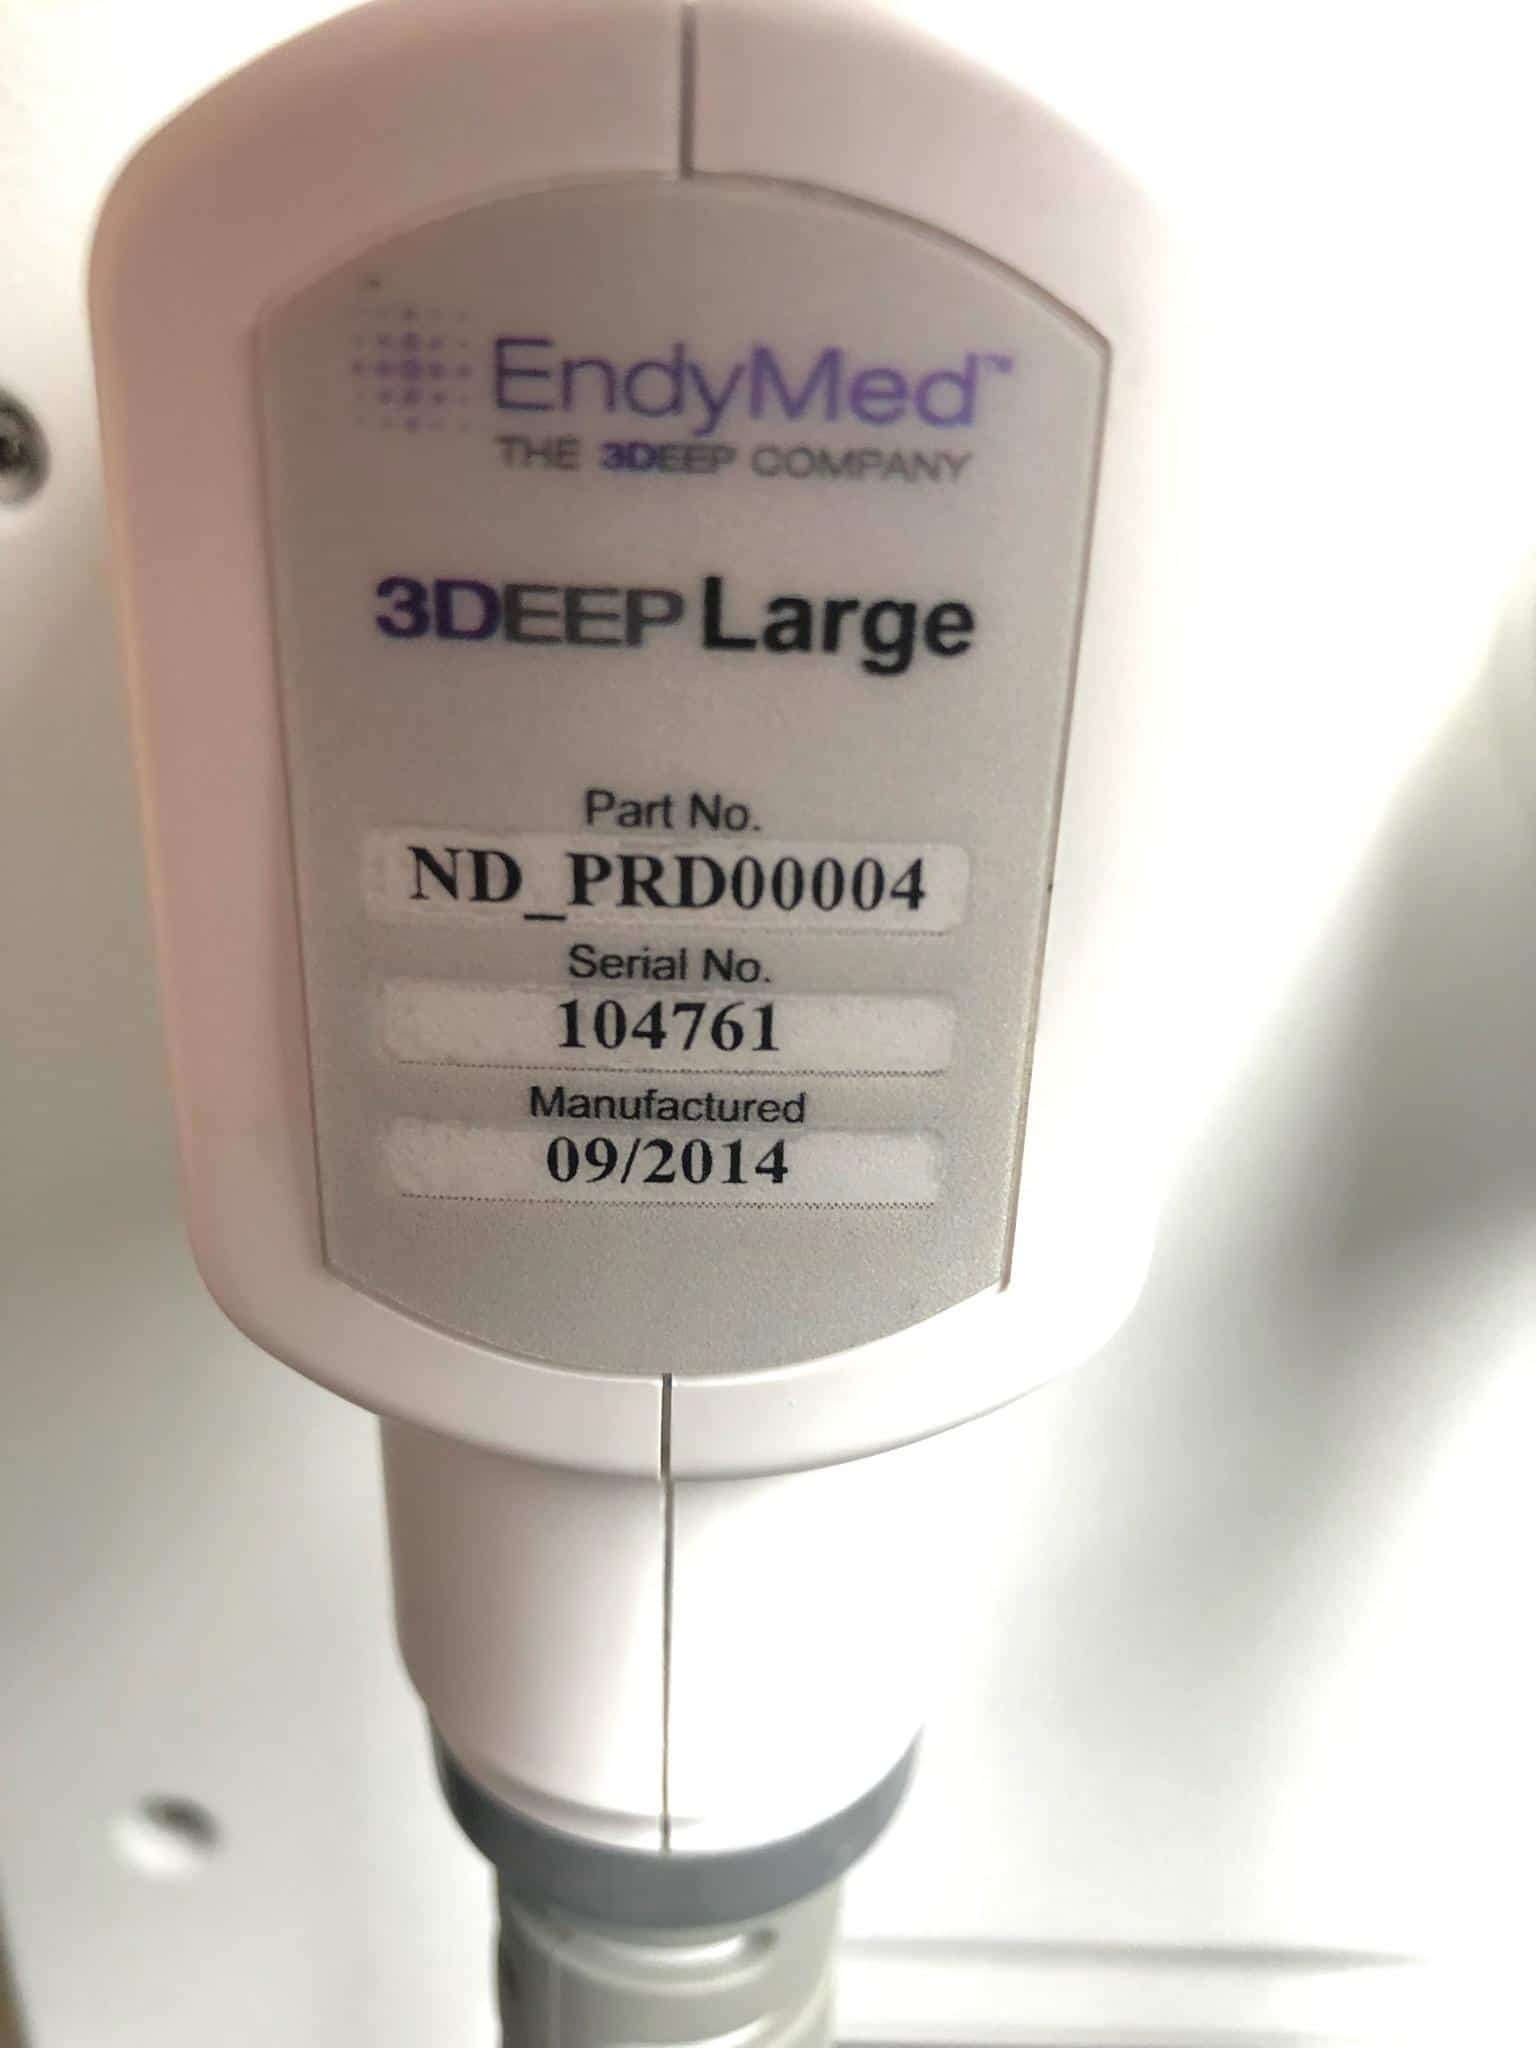 EndyMed™
THE 3DEEP COMPANY
3DEEP Large
Part No.
ND_PRD00004
Serial No.
104761
Manufactured
09/2014